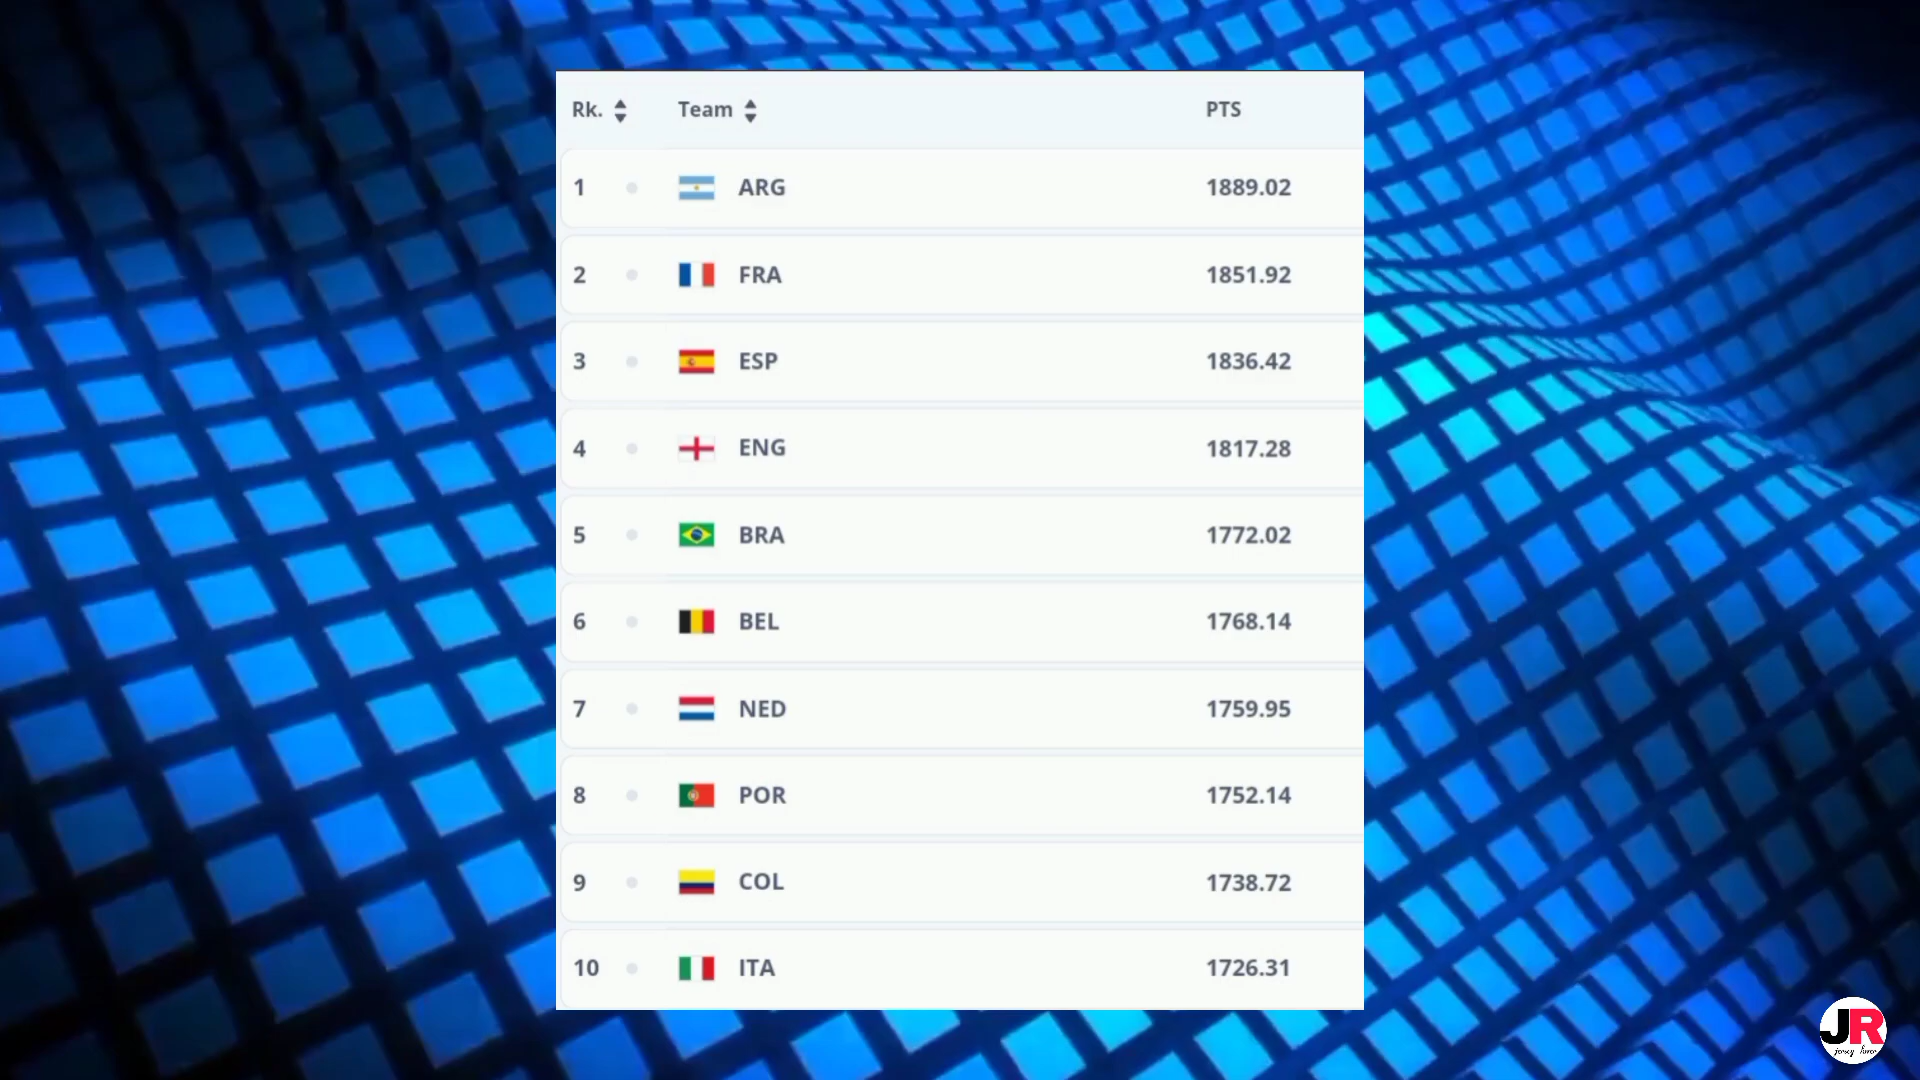 Rk. Team PTS
1 ARG 1889.02
2 FRA 1851.92
3 ESP 1836.42
4 ENG 1817.28
5 BRA 1772.02
6 BEL 1768.14
7 NED 1759.95
8 POR 1752.14
9 COL 1738.72
10 ITA 1726.31
JR